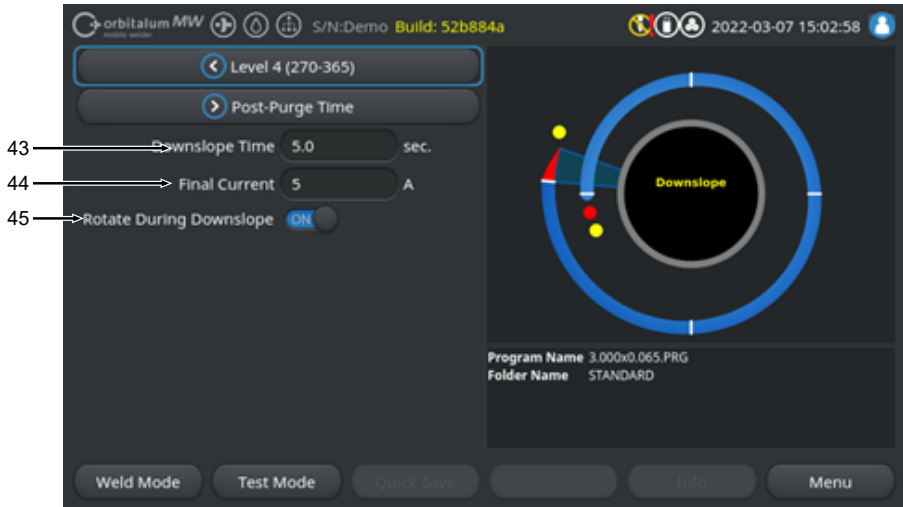 orbitalum MW S/N:Demo Build: 52b884a 2022-03-07 15:02:58
mobile welder
Level 4 (270-365)
Post-Purge Time
43 Downslope Time 5.0 sec.
44 Final Current 5 A
45 Rotate During Downslope ON
Downslope
Program Name 3.000x0.065.PRG
Folder Name STANDARD
Weld Mode Test Mode Quick Save Info Menu